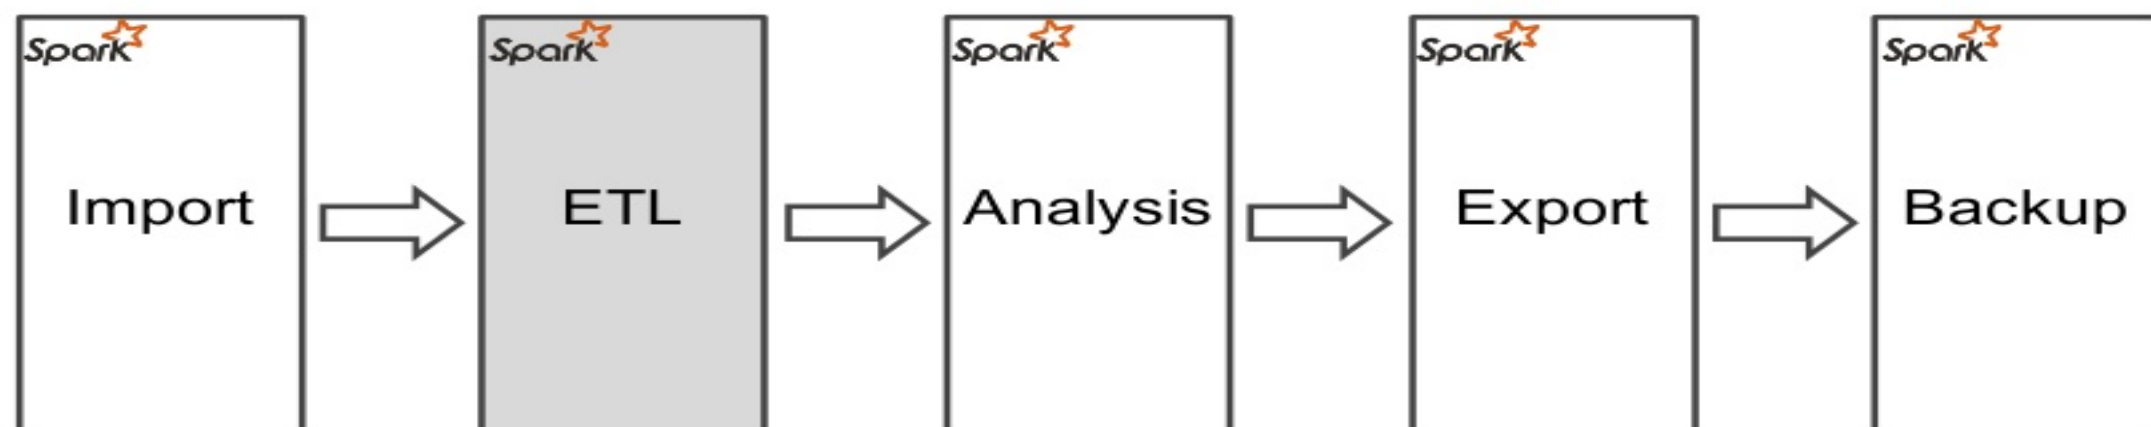 Spark
Import
Spark
ETL
Spark
Analysis
Spark
Export
Spark
Backup